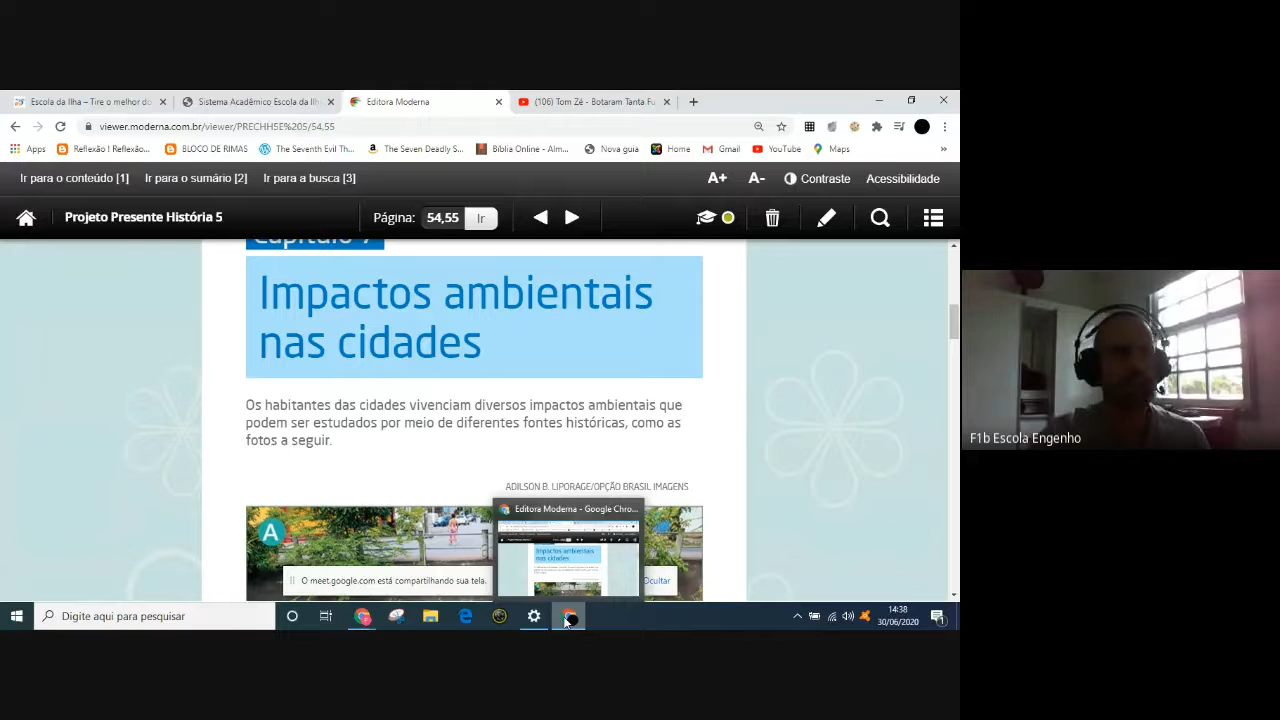 Escola da Ilha – Tire o melhor do
Sistema Acadêmico Escola da Ilh
Editora Moderna
(106) Tom Zé - Botaram Tanta Fu
viewer.moderna.com.br/viewer/PRECHH5E%205/54.55
Apps
Reflexão ! Reflexão...
BLOCO DE RIMAS
The Seventh Evil Th...
The Seven Deadly S...
Bíblia Online - Alm...
Nova guia
Home
Gmail
YouTube
Maps
Ir para o conteúdo [1]
Ir para o sumário [2]
Ir para a busca [3]
A+
A-
Contraste
Acessibilidade
Projeto Presente História 5
Página:
54,55
Ir
Capítulo 7
Impactos ambientais
nas cidades
Os habitantes das cidades vivenciam diversos impactos ambientais que
podem ser estudados por meio de diferentes fontes históricas, como as
fotos a seguir.
ADILSON B. LIPORAGE/OPÇÃO BRASIL IMAGENS
A
Editora Moderna - Google Chro...
Impactos ambientais
nas cidades
O meet.google.com está compartilhando sua tela.
Ocultar
Digite aqui para pesquisar
14:38
30/06/2020
1
F1b Escola Engenho